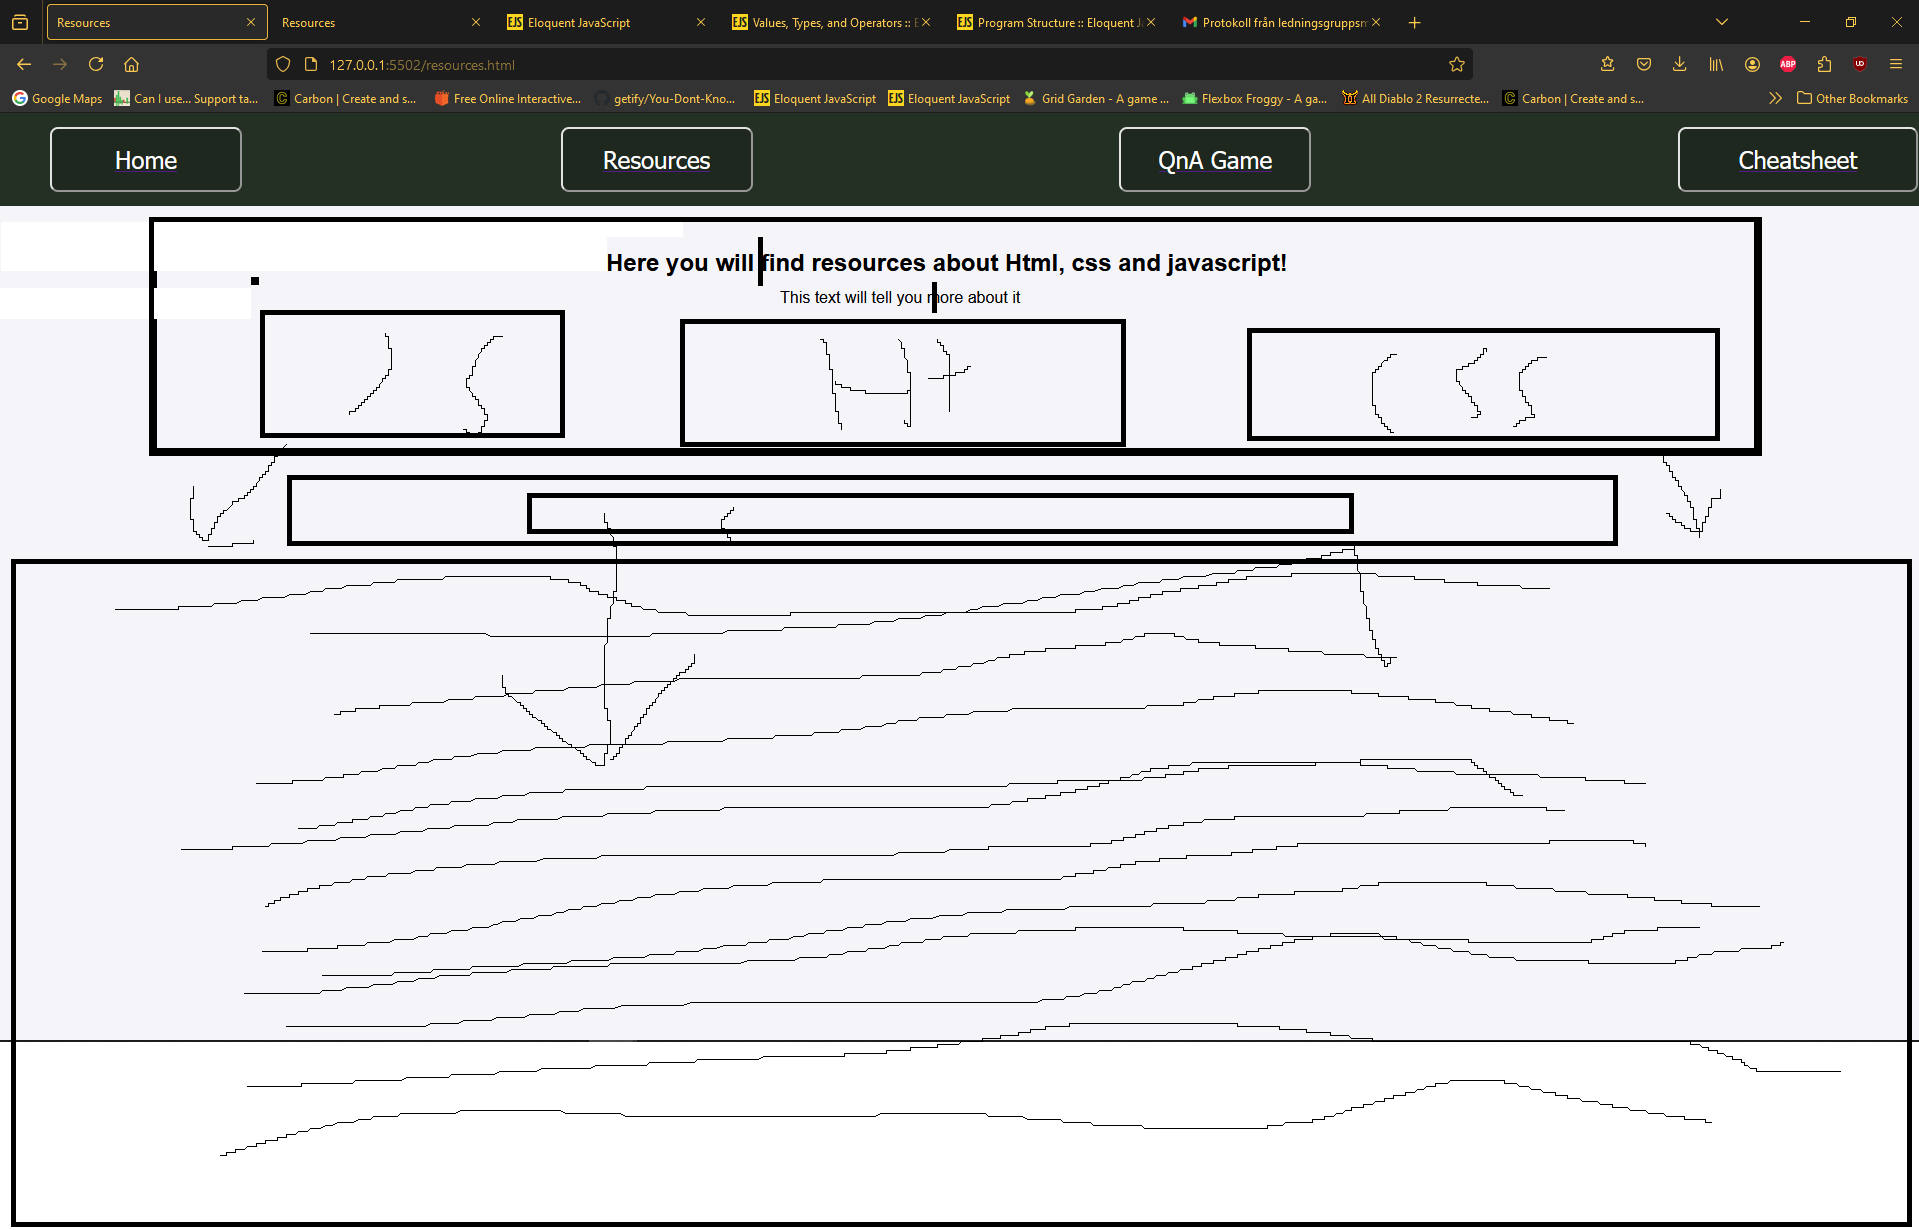 Resources
Resources
Eloquent JavaScript
Values, Types, and Operators :: E
Program Structure :: Eloquent J
Protokoll från ledningsgruppsm
127.0.0.1:5502/resources.html
Google Maps
Can I use... Support ta...
Carbon | Create and s...
Free Online Interactive...
getify/You-Dont-Kno...
Eloquent JavaScript
Eloquent JavaScript
Grid Garden - A game ...
Flexbox Froggy - A ga...
All Diablo 2 Resurrecte...
Carbon | Create and s...
Other Bookmarks
Home
Resources
QnA Game
Cheatsheet
Here you will find resources about Html, css and javascript!
This text will tell you more about it
JS
Ht
CSS